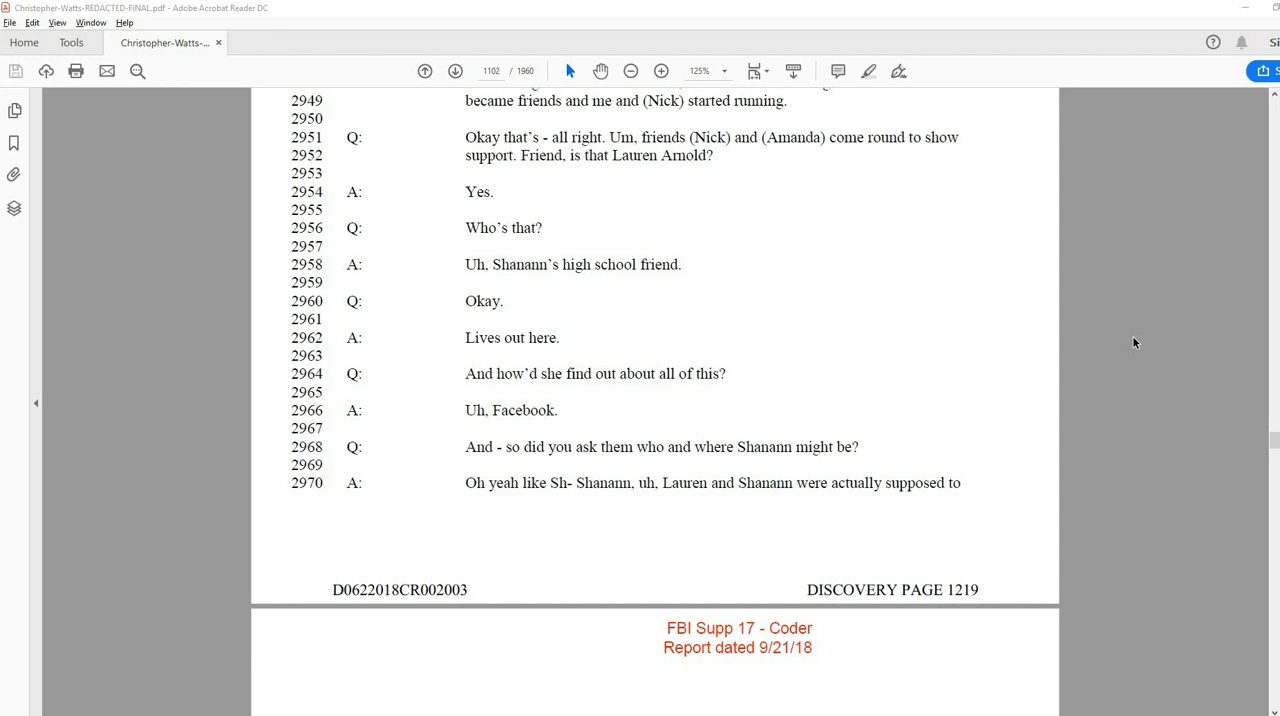 Christopher-Watts-REDACTED-FINAL.pdf - Adobe Acrobat Reader DC
File Edit View Window Help
Home Tools Christopher-Watts-... ×
1102 / 1960 125%
2949 became friends and me and (Nick) started running.
2950
2951 Q: Okay that's - all right. Um, friends (Nick) and (Amanda) come round to show
2952 support. Friend, is that Lauren Arnold?
2953
2954 A: Yes.
2955
2956 Q: Who's that?
2957
2958 A: Uh, Shanann's high school friend.
2959
2960 Q: Okay.
2961
2962 A: Lives out here.
2963
2964 Q: And how'd she find out about all of this?
2965
2966 A: Uh, Facebook.
2967
2968 Q: And - so did you ask them who and where Shanann might be?
2969
2970 A: Oh yeah like Sh- Shanann, uh, Lauren and Shanann were actually supposed to
D0622018CR002003 DISCOVERY PAGE 1219
FBI Supp 17 - Coder
Report dated 9/21/18